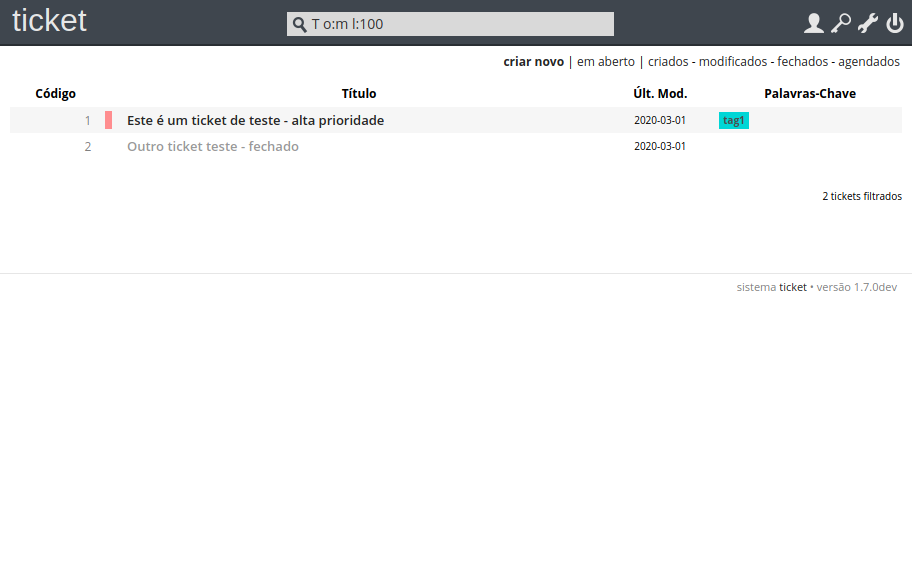 ticket
T o:m l:100
criar novo | em aberto | criados - modificados - fechados - agendados
Código Título Últ. Mod. Palavras-Chave
1 Este é um ticket de teste - alta prioridade 2020-03-01 tag1
2 Outro ticket teste - fechado 2020-03-01
2 tickets filtrados
sistema ticket • versão 1.7.0dev